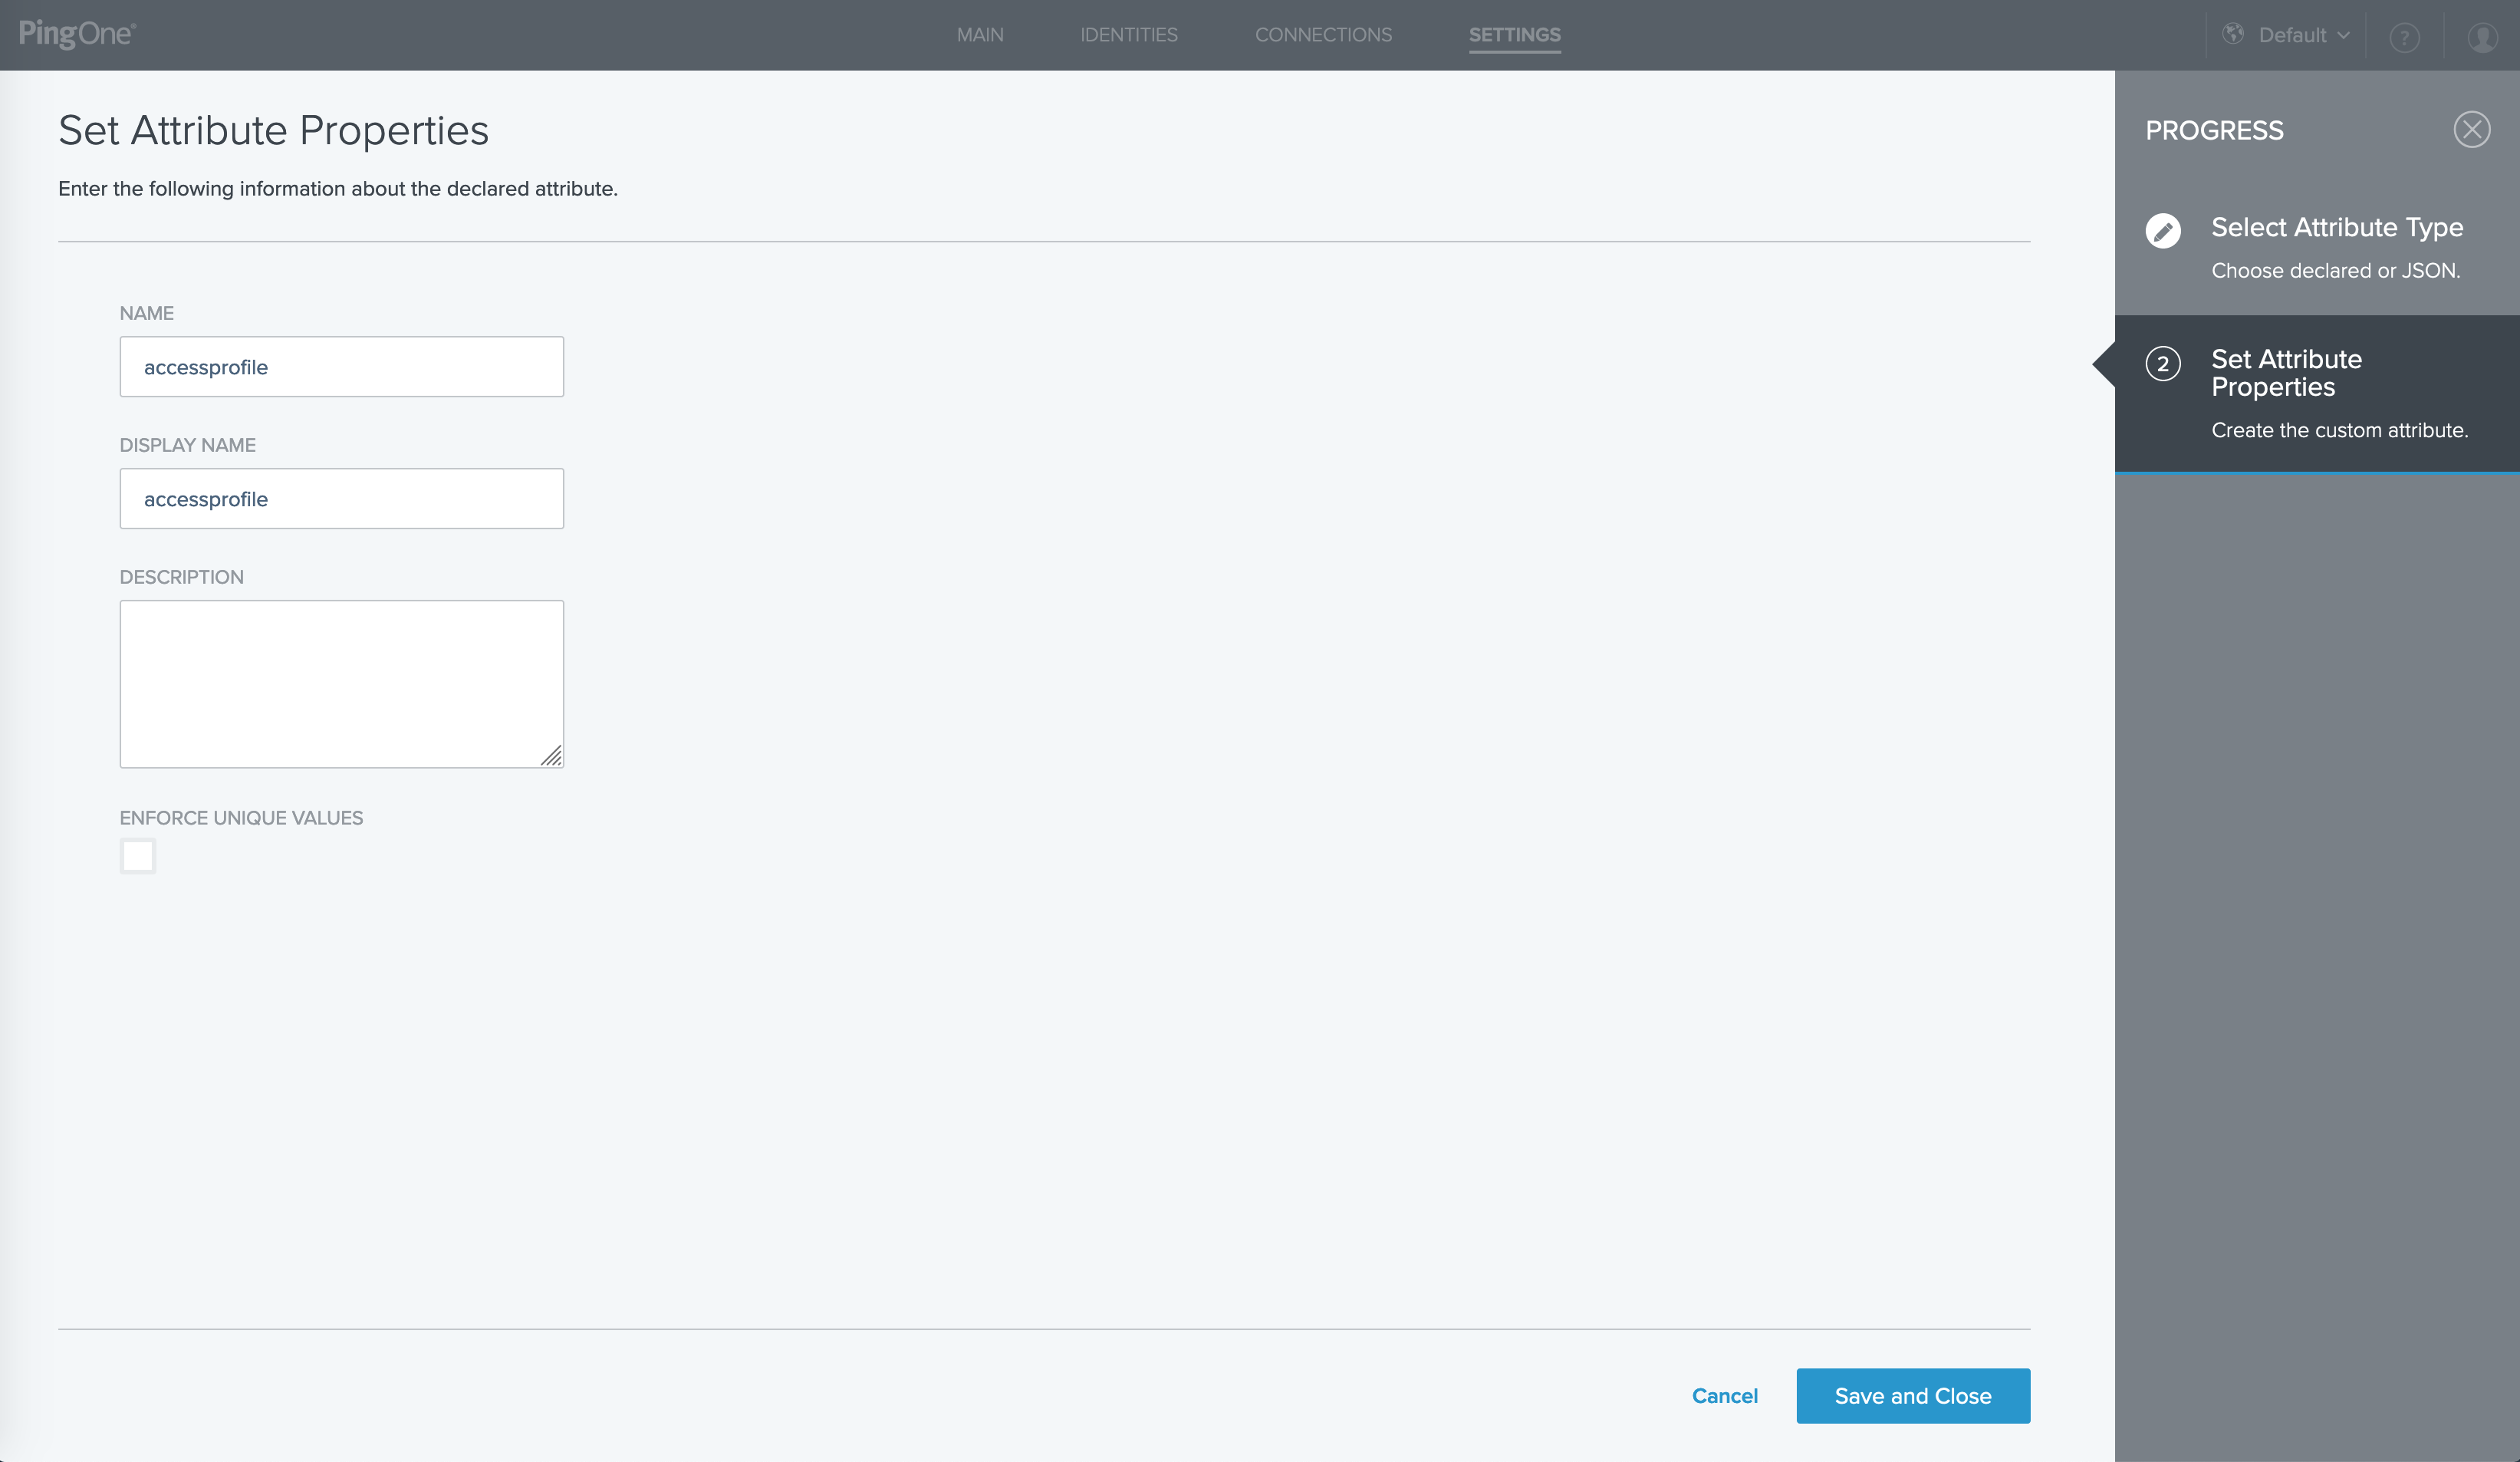 PingOne
MAIN
IDENTITIES
CONNECTIONS
SETTINGS
Default
?
Set Attribute Properties
Enter the following information about the declared attribute.
NAME
accessprofile
DISPLAY NAME
accessprofile
DESCRIPTION
ENFORCE UNIQUE VALUES
Cancel
Save and Close
PROGRESS
Select Attribute Type
Choose declared or JSON.
2
Set Attribute
Properties
Create the custom attribute.